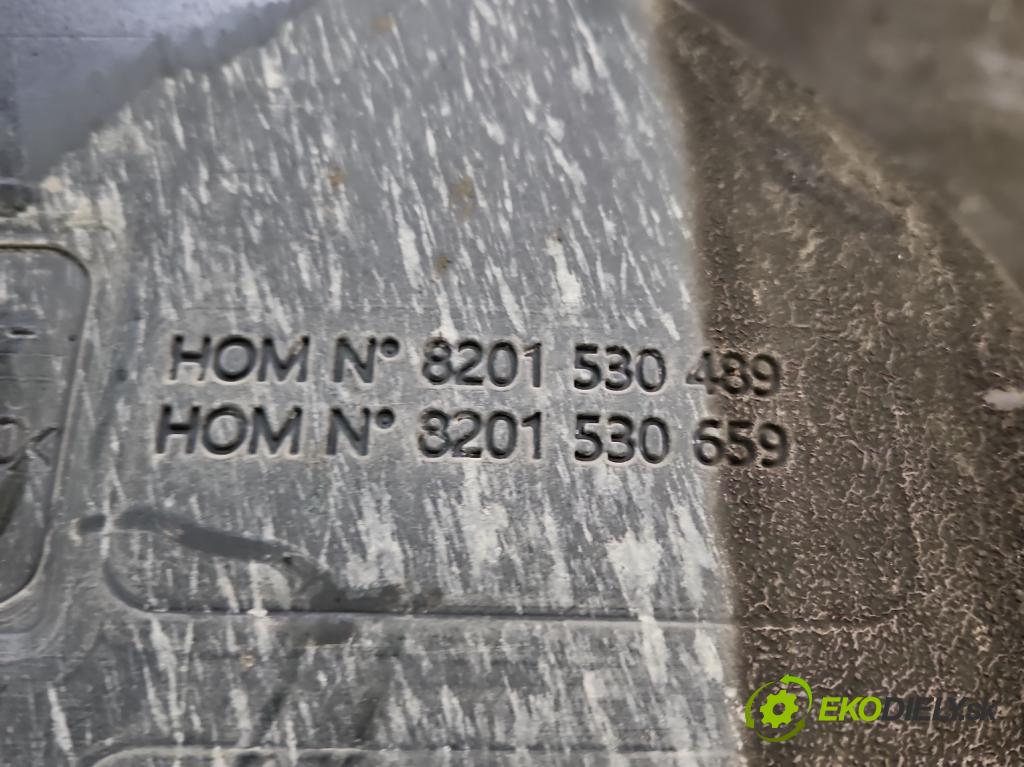 HOM N° 8201 530 489
HOM N° 8201 530 659
EKODIELY.sk